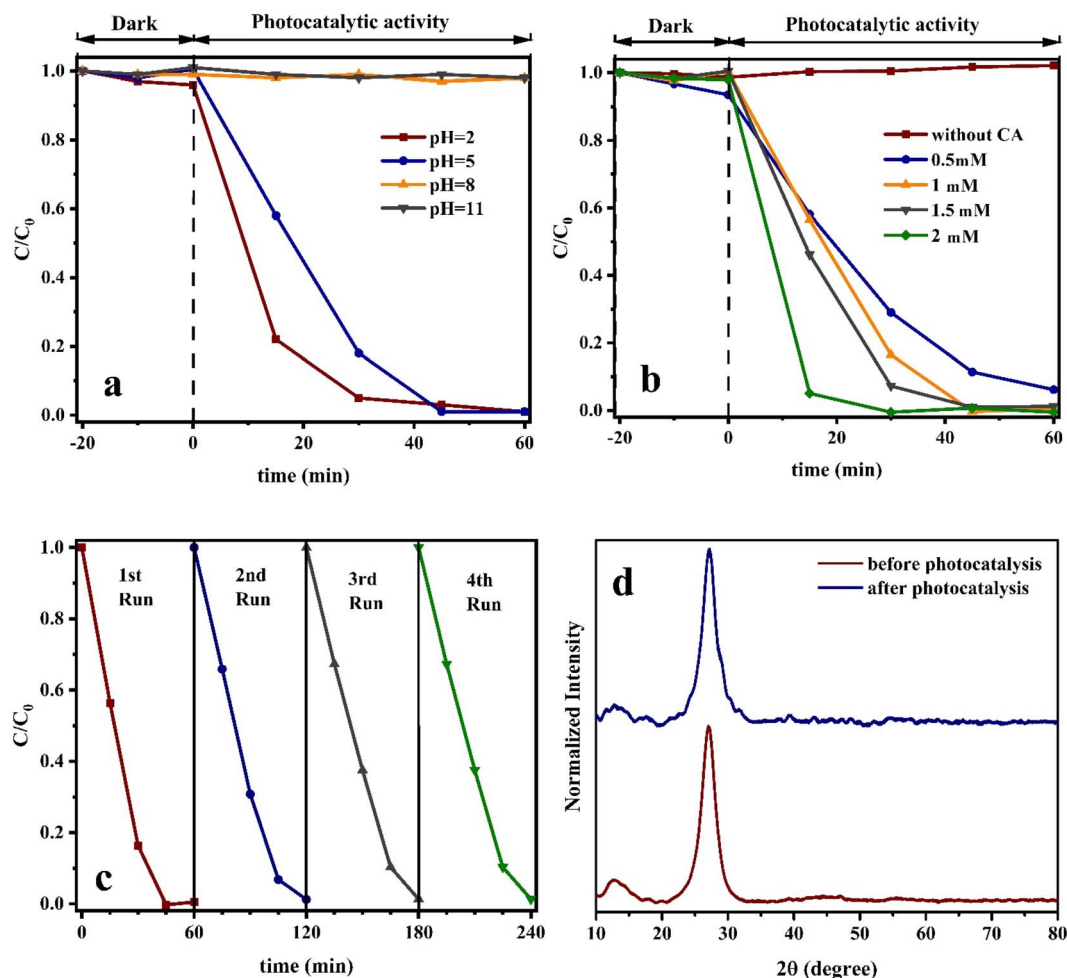 Dark Photocatalytic activity
1.0
0.8
0.6
0.4
0.2
0.0
C/C0
pH=2
pH=5
pH=8
pH=11
a
-20 0 20 40 60
time (min)
Dark Photocatalytic activity
1.0
0.8
0.6
0.4
0.2
0.0
C/C0
without CA
0.5mM
1 mM
1.5 mM
2 mM
b
-20 0 20 40 60
time (min)
1.0
0.8
0.6
0.4
0.2
0.0
C/C0
1st
Run
2nd
Run
3rd
Run
4th
Run
c
0 60 120 180 240
time (min)
Normalized Intensity
d
before photocatalysis
after photocatalysis
10 20 30 40 50 60 70 80
2θ (degree)